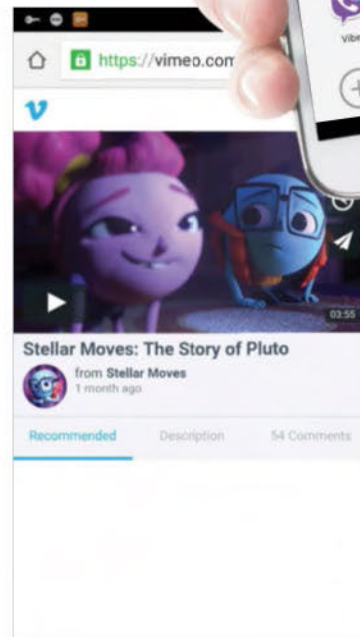 https://vimeo.com
03:55
Stellar Moves: The Story of Pluto
from Stellar Moves
1 month ago
Recommended Description 54 Comments